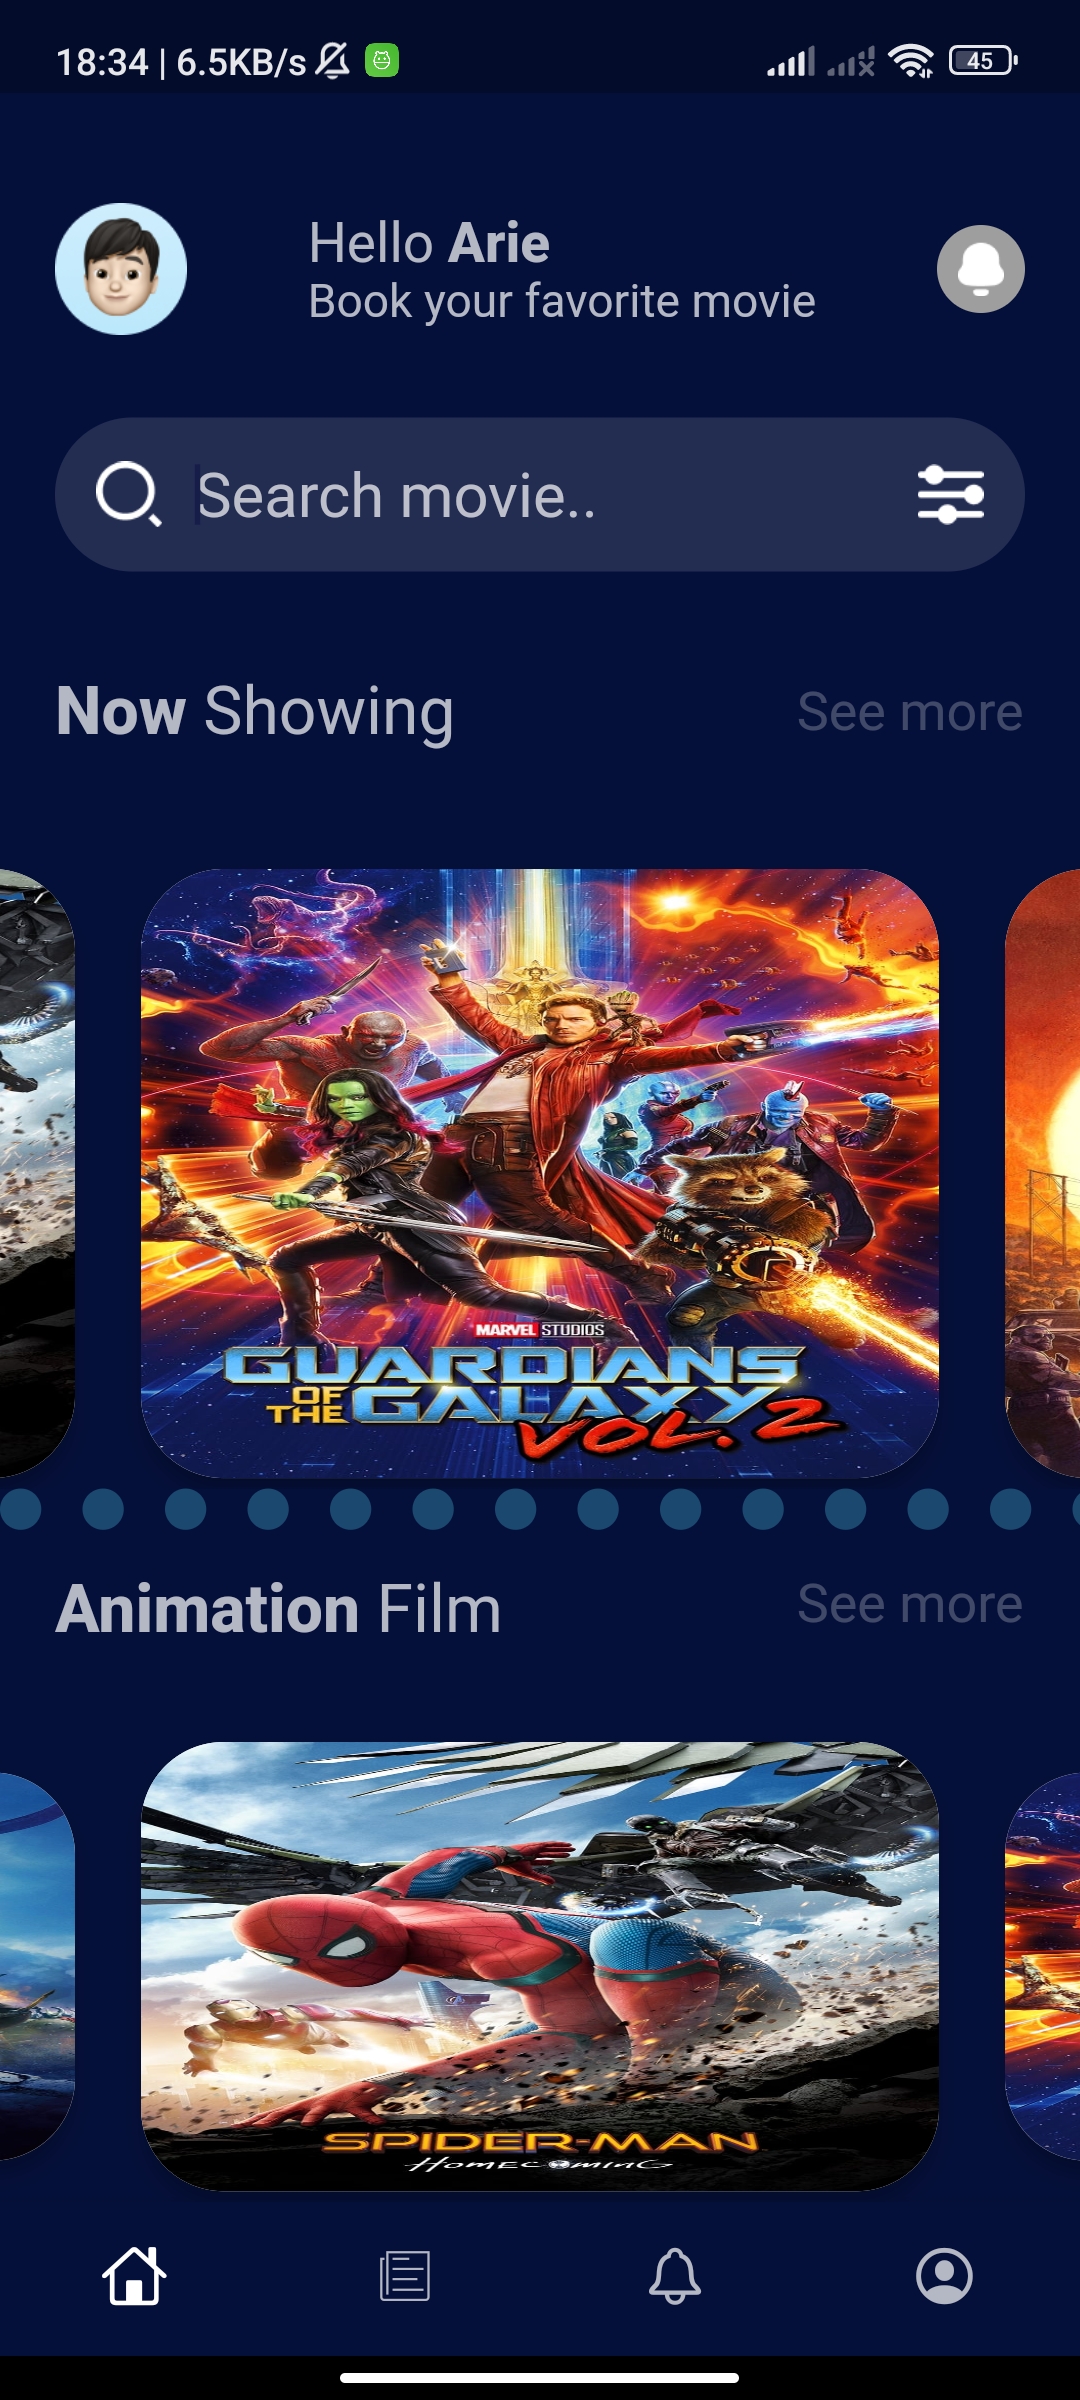 18:34 | 6.5KB/s
45
Hello Arie
Book your favorite movie
Search movie..
Now Showing
See more
MARVEL STUDIOS
GUARDIANS
OF THE GALAXY
VOL. 2
Animation Film
See more
SPIDER-MAN
HOMECOMING